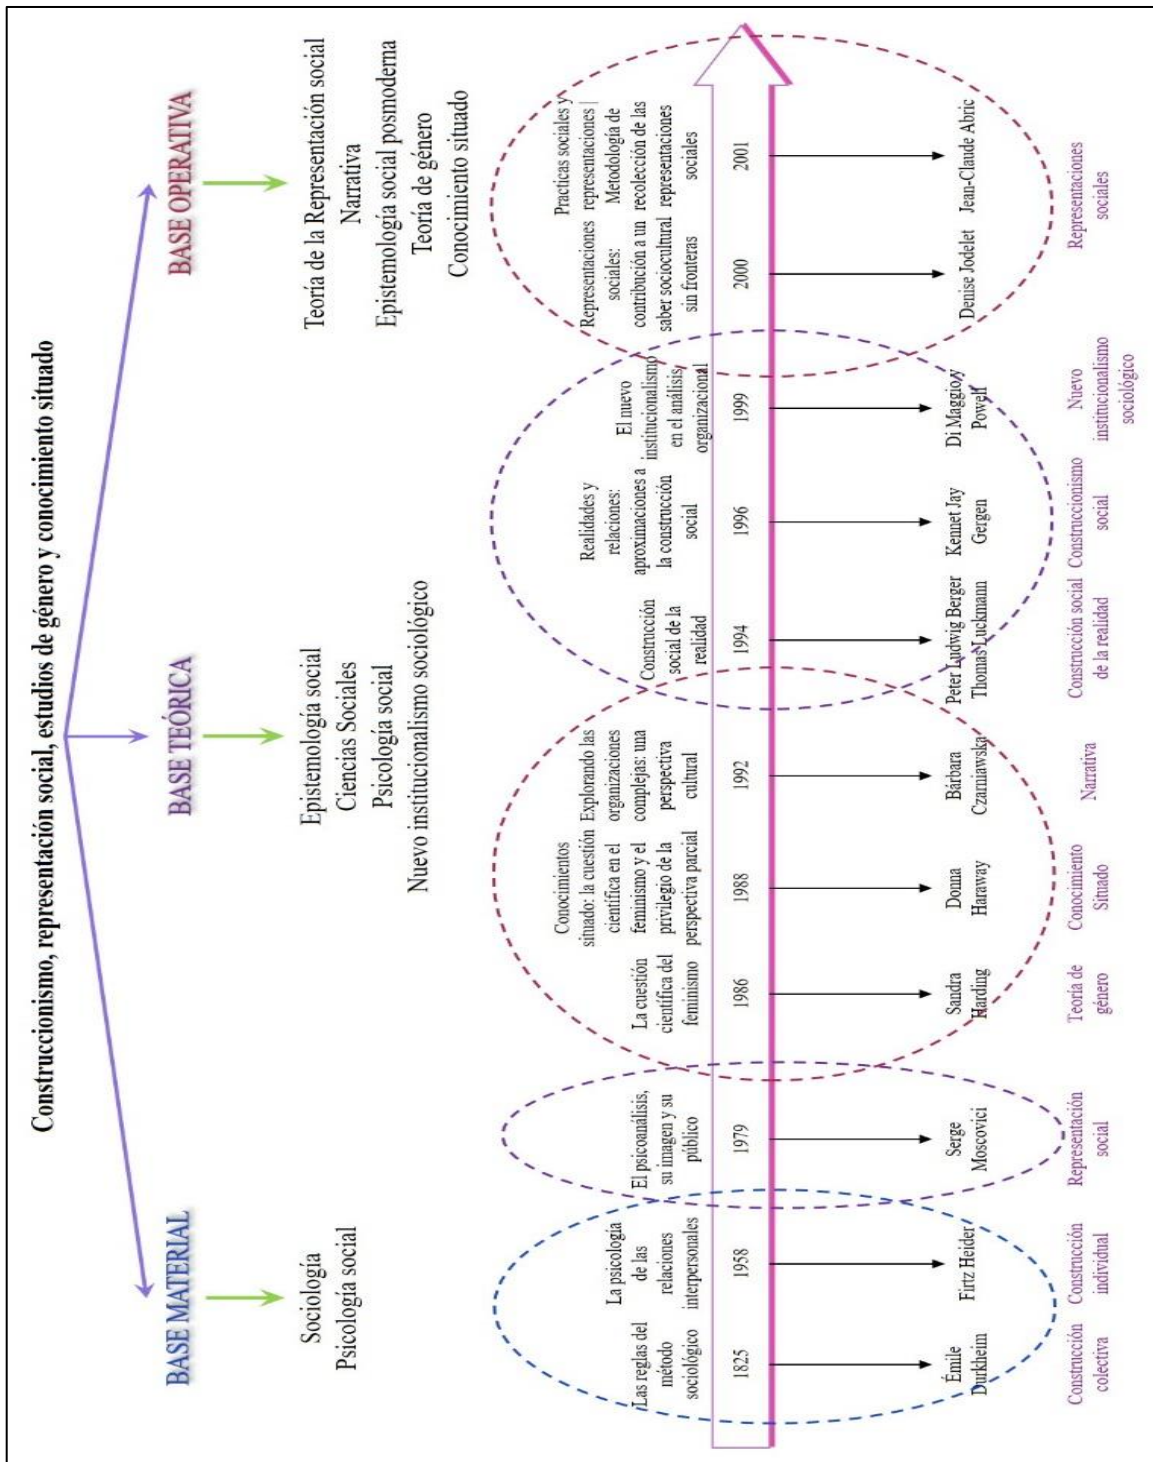 Construccionismo, representación social, estudios de género y conocimiento situado
BASE MATERIAL
Sociología
Psicología social
BASE TEÓRICA
Epistemología social
Ciencias Sociales
Psicología social
Nuevo institucionalismo sociológico
BASE OPERATIVA
Teoría de la Representación social
Narrativa
Epistemología social posmoderna
Teoría de género
Conocimiento situado
Las reglas del
método
sociológico
1825
Émile
Durkheim
Construcción
colectiva
La psicología
de las
relaciones
interpersonales
1958
Firtz Heider
Construcción
individual
El psicoanálisis,
su imagen y su
público
1979
Serge
Moscovici
Representación
social
La cuestión
científica del
feminismo
1986
Sandra
Harding
Teoría de
género
Conocimientos
situado: la cuestión
científica en el
feminismo y el
privilegio de la
perspectiva parcial
1988
Donna
Haraway
Conocimiento
Situado
Explorando las
organizaciones
complejas: una
perspectiva
cultural
1992
Bárbara
Czarniawska
Narrativa
Construcción
social de la
realidad
1994
Peter Ludwig Berger
Thomas Luckmann
Construcción social
de la realidad
Realidades y
relaciones:
aproximaciones a
la construcción
social
1996
Kennet Jay
Gergen
Construccionismo
social
El nuevo
institucionalismo
en el análisis
organizacional
1999
Di Maggio y
Powell
Nuevo
institucionalismo
sociológico
Representaciones
sociales:
contribución a un
saber sociocultural
sin fronteras
2000
Denise Jodelet
Practicas sociales y
representaciones |
Metodología de
recolección de las
representaciones
sociales
2001
Jean-Claude Abric
Representaciones
sociales